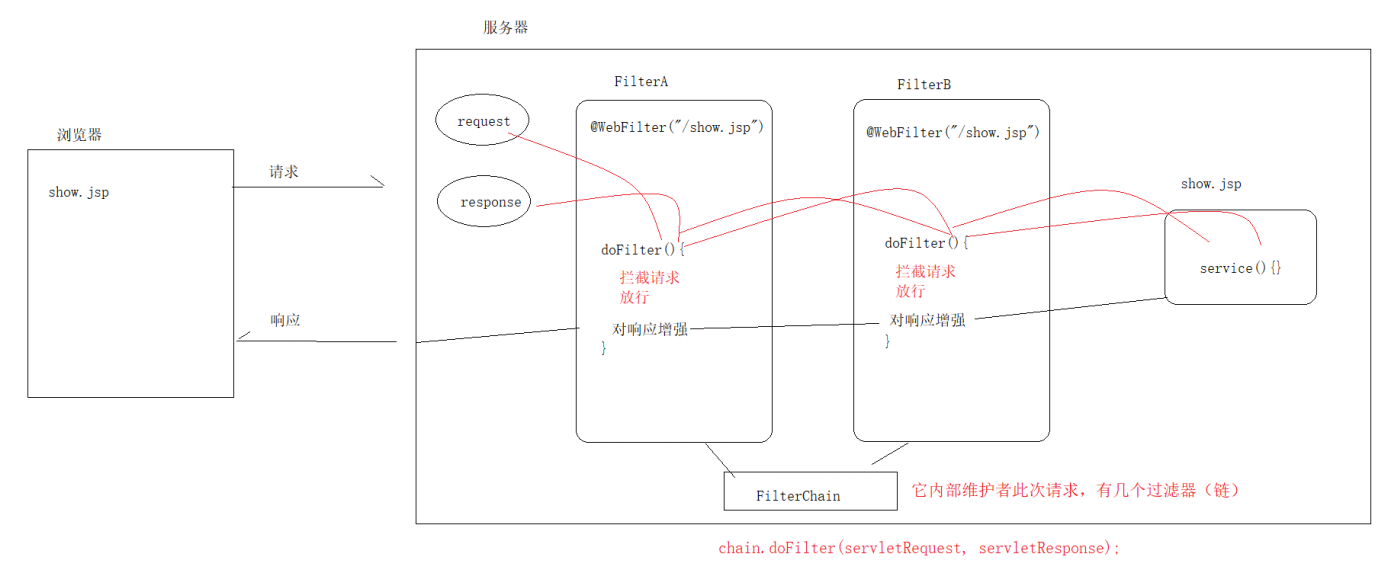 服务器
浏览器
show.jsp
请求
响应
request
response
FilterA
@WebFilter("/show.jsp")
doFilter(){
拦截请求
放行
对响应增强
}
FilterB
@WebFilter("/show.jsp")
doFilter(){
拦截请求
放行
对响应增强
}
show.jsp
service(){}
FilterChain
它内部维护者此次请求，有几个过滤器（链）
chain.doFilter(servletRequest, servletResponse);